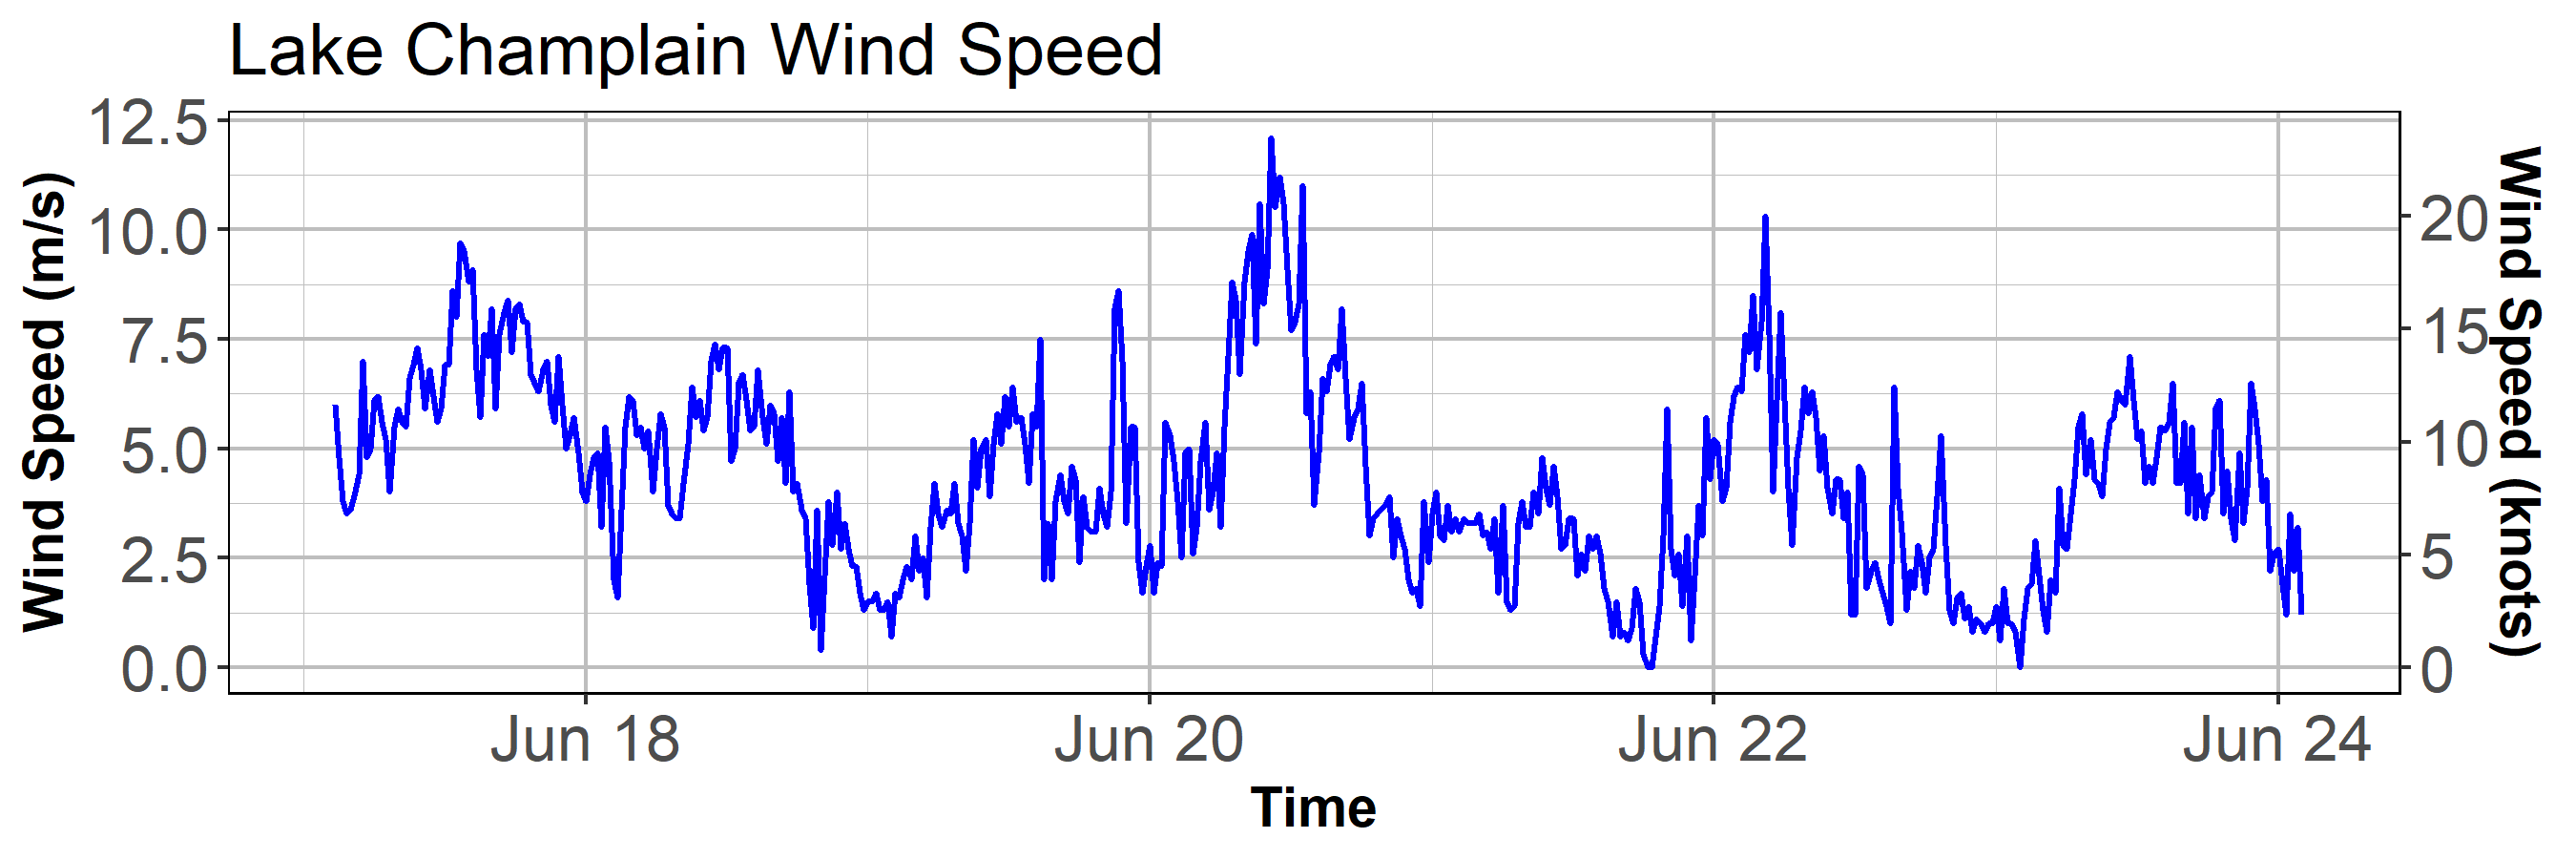 Lake Champlain Wind Speed
12.5
10.0
7.5
5.0
2.5
0.0
Wind Speed (m/s)
20
15
10
5
0
Wind Speed (knots)
Jun 18
Jun 20
Jun 22
Jun 24
Time